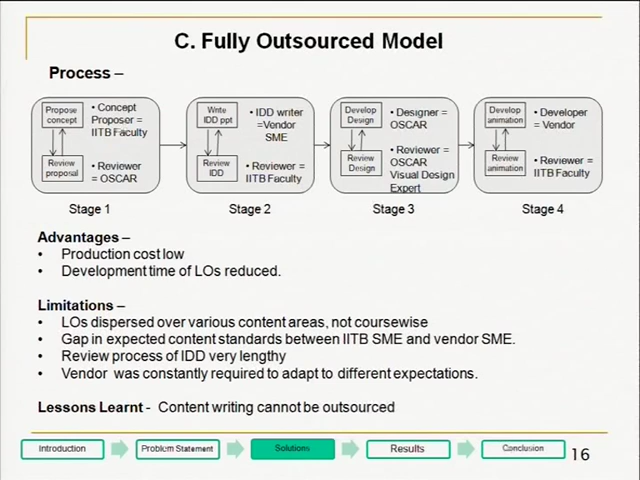 C. Fully Outsourced Model
Process –
Propose
concept
Review
proposal
• Concept
Proposer =
IITB Faculty
• Reviewer
= OSCAR
Write
IDD ppt
Review
IDD
• IDD writer
=Vendor
SME
• Reviewer =
IITB Faculty
Develop
Design
Review
Design
• Designer =
OSCAR
• Reviewer =
OSCAR
Visual Design
Expert
Develop
animation
Review
animation
• Developer
= Vendor
• Reviewer =
IITB Faculty
Stage 1
Stage 2
Stage 3
Stage 4
Advantages –
• Production cost low
• Development time of LOs reduced.
Limitations –
• LOs dispersed over various content areas, not coursewise
• Gap in expected content standards between IITB SME and vendor SME.
• Review process of IDD very lengthy
• Vendor was constantly required to adapt to different expectations.
Lessons Learnt - Content writing cannot be outsourced
Introduction
Problem Statement
Solutions
Results
Conclusion
16